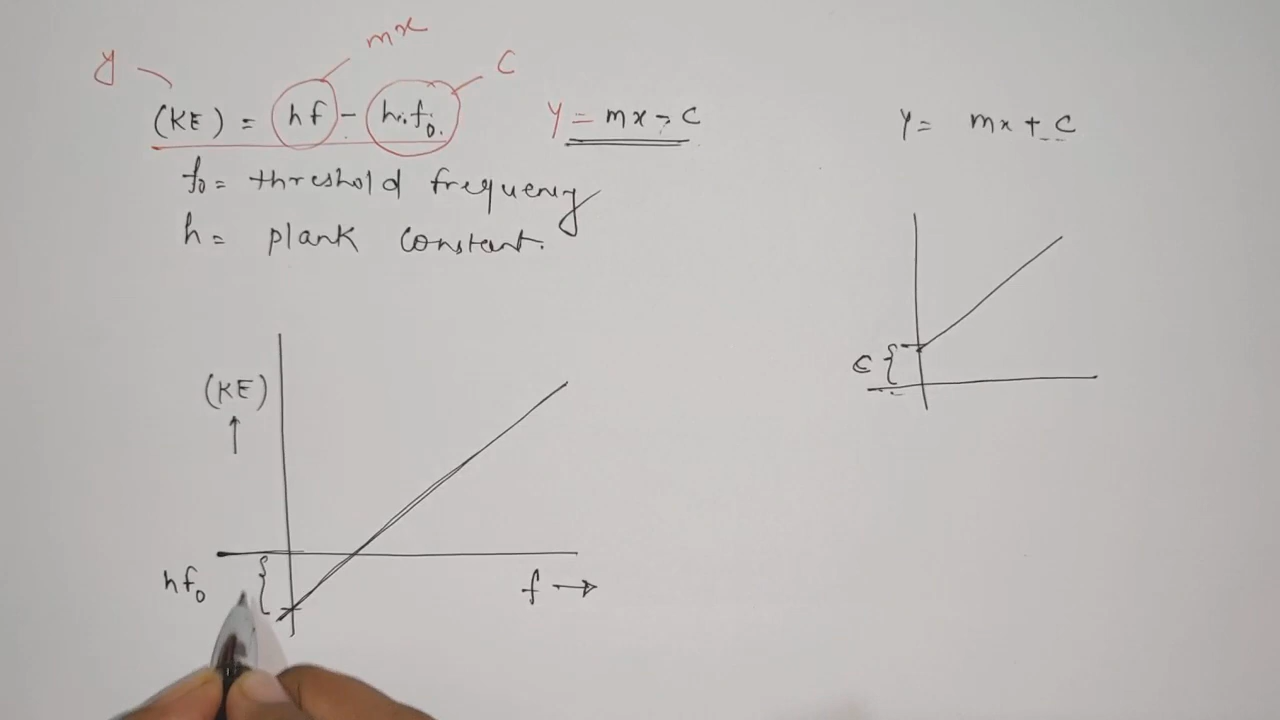 y mx c
(KE) = hf - h.f₀. y = mx - c
f₀ = threshold frequency
h = plank constant.
y = mx + c
c
(KE)
hf₀
f